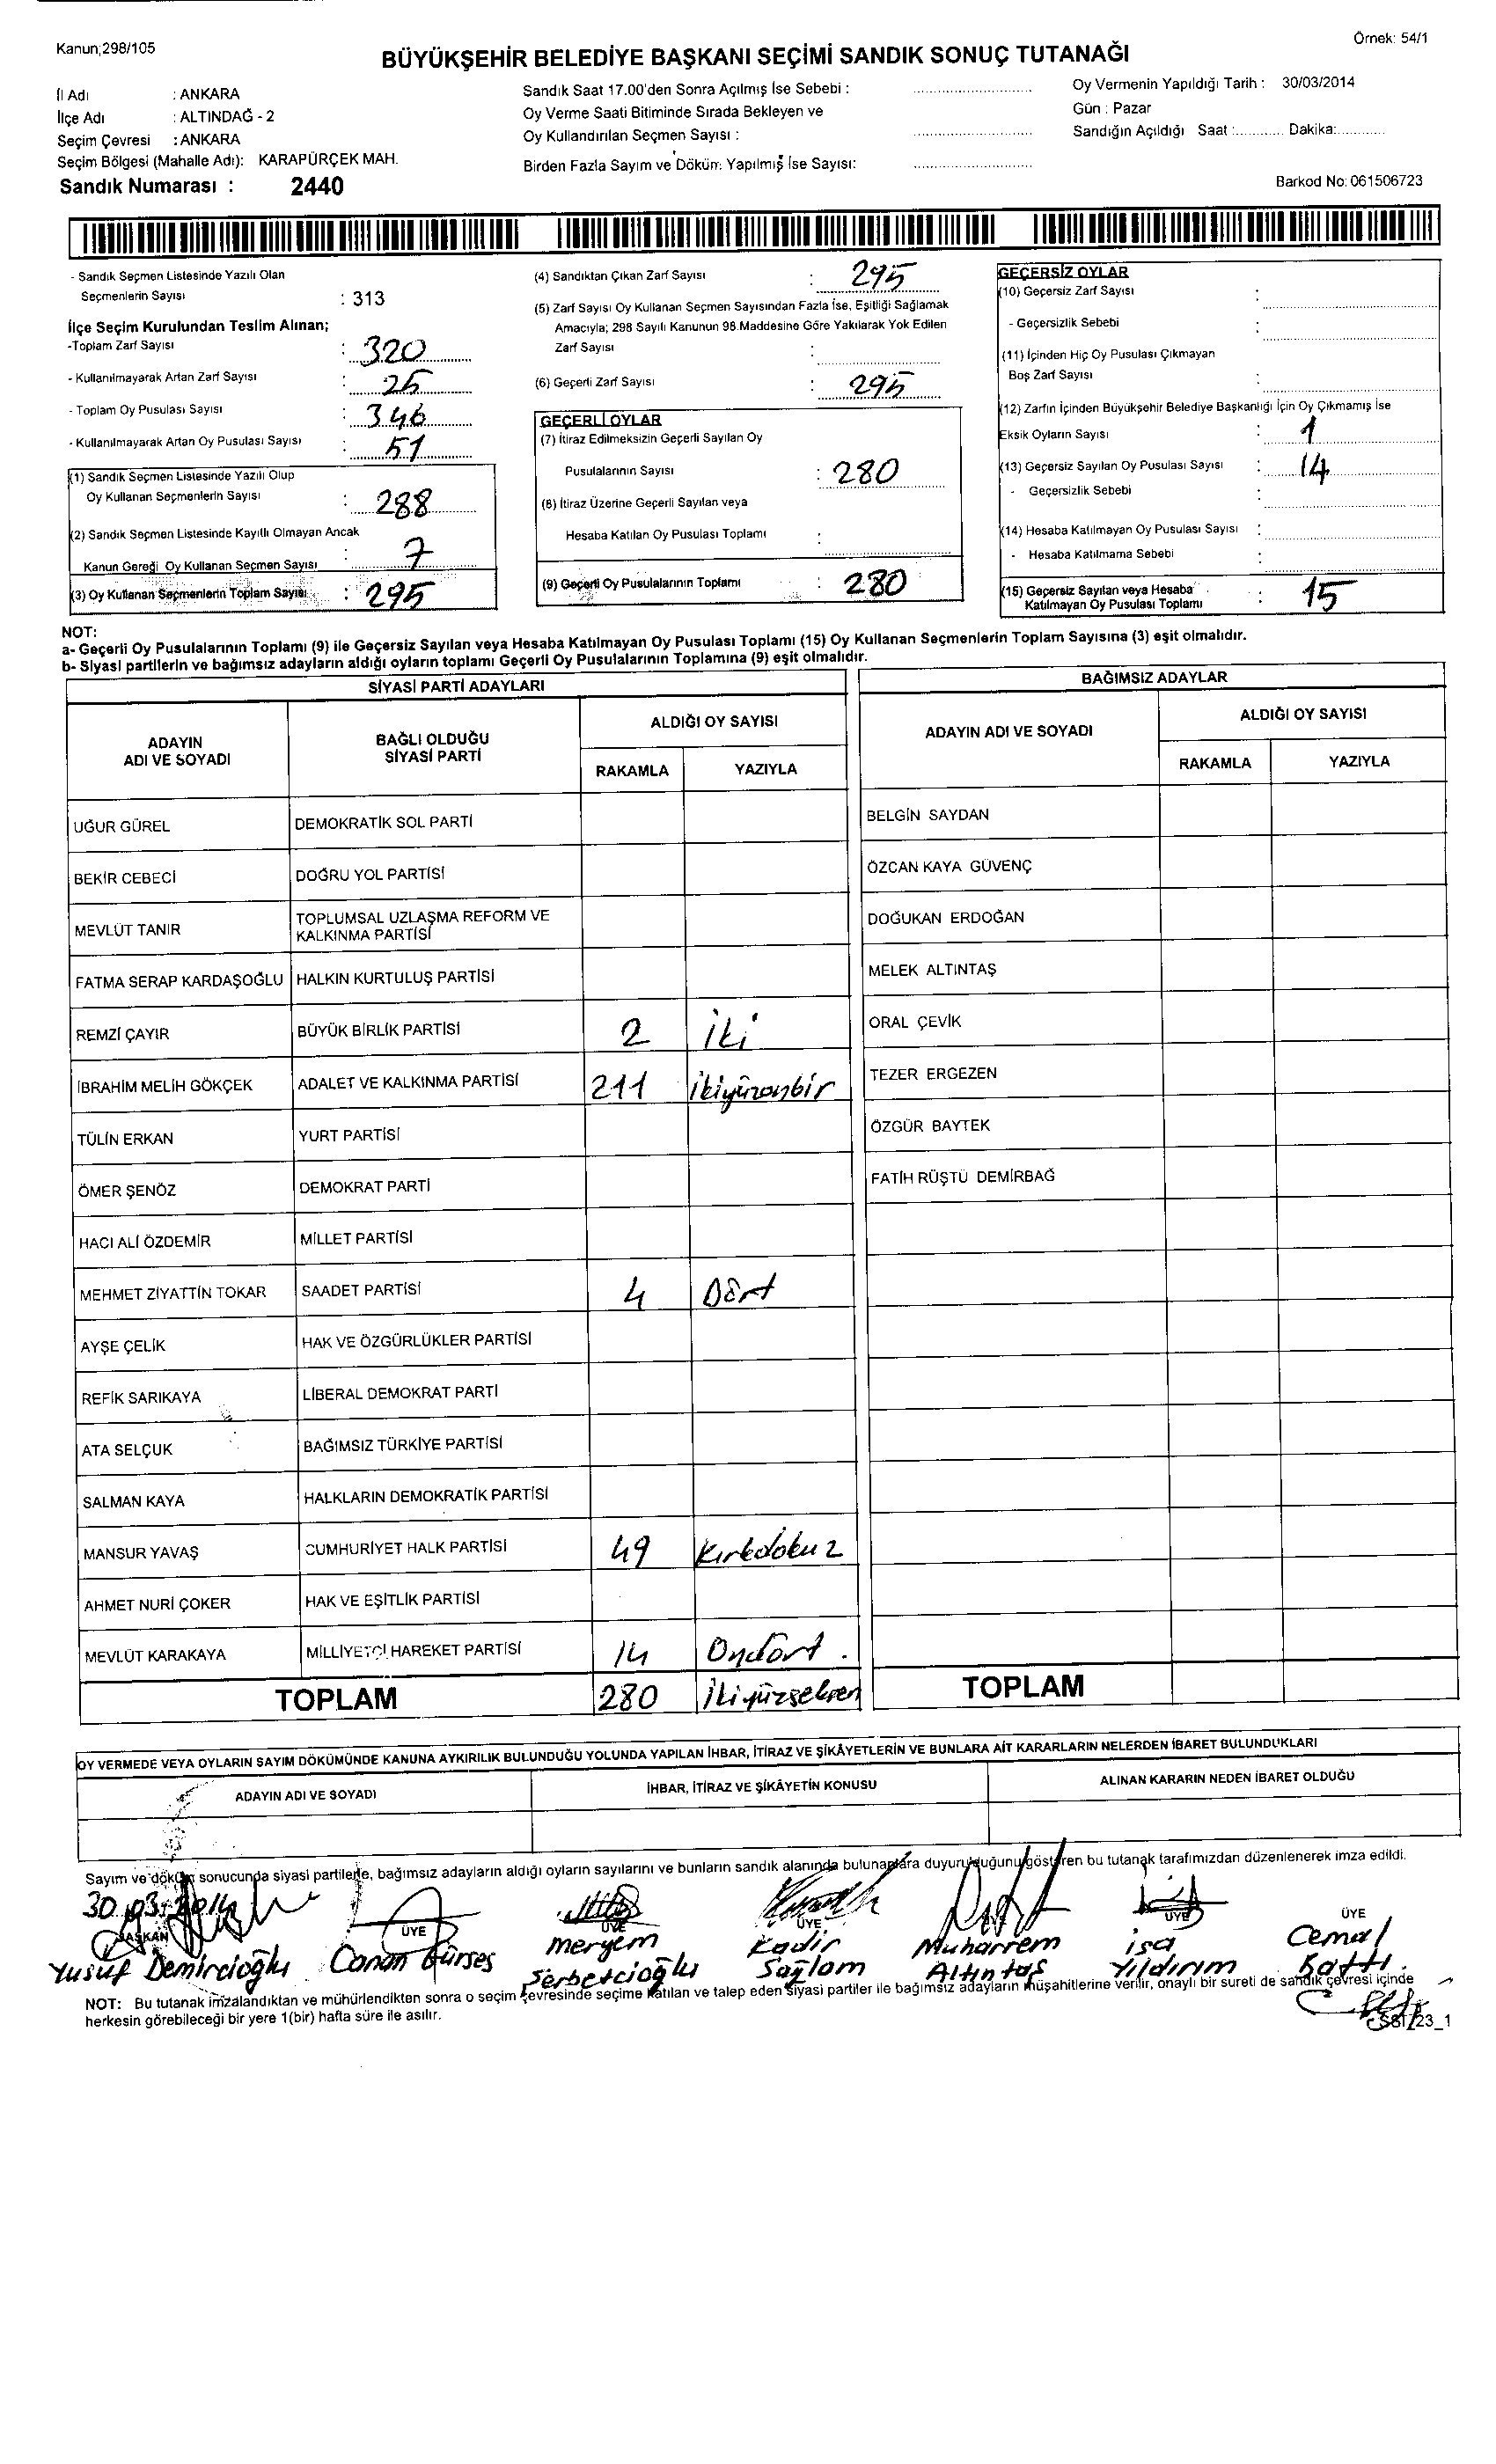 Kanun;298/105
Örnek: 54/1
BÜYÜKŞEHİR BELEDİYE BAŞKANI SEÇİMİ SANDIK SONUÇ TUTANAĞI
İl Adı : ANKARA
İlçe Adı : ALTINDAĞ - 2
Seçim Çevresi : ANKARA
Seçim Bölgesi (Mahalle Adı): KARAPÜRÇEK MAH.
Sandık Numarası : 2440
Sandık Saat 17.00'den Sonra Açılmış İse Sebebi :
Oy Verme Saati Bitiminde Sırada Bekleyen ve
Oy Kullandırılan Seçmen Sayısı :
Birden Fazla Sayım ve Döküm Yapılmış İse Sayısı:
Oy Vermenin Yapıldığı Tarih : 30/03/2014
Gün : Pazar
Sandığın Açıldığı Saat :............ Dakika:............
Barkod No: 061506723
- Sandık Seçmen Listesinde Yazılı Olan
Seçmenlerin Sayısı : 313
İlçe Seçim Kurulundan Teslim Alınan;
-Toplam Zarf Sayısı : 320
- Kullanılmayarak Artan Zarf Sayısı : 25
- Toplam Oy Pusulası Sayısı : 346
- Kullanılmayarak Artan Oy Pusulası Sayısı : 51
(1) Sandık Seçmen Listesinde Yazılı Olup
Oy Kullanan Seçmenlerin Sayısı : 288
(2) Sandık Seçmen Listesinde Kayıtlı Olmayan Ancak
Kanun Gereği Oy Kullanan Seçmen Sayısı : 7
(3) Oy Kullanan Seçmenlerin Toplam Sayısı : 295
(4) Sandıktan Çıkan Zarf Sayısı : 295
(5) Zarf Sayısı Oy Kullanan Seçmen Sayısından Fazla İse, Eşitliği Sağlamak
Amacıyla; 298 Sayılı Kanunun 98.Maddesine Göre Yakılarak Yok Edilen
Zarf Sayısı :
(6) Geçerli Zarf Sayısı : 295
GEÇERLİ OYLAR
(7) İtiraz Edilmeksizin Geçerli Sayılan Oy
Pusulalarının Sayısı : 280
(8) İtiraz Üzerine Geçerli Sayılan veya
Hesaba Katılan Oy Pusulası Toplamı :
(9) Geçerli Oy Pusulalarının Toplamı : 280
GEÇERSİZ OYLAR
(10) Geçersiz Zarf Sayısı :
- Geçersizlik Sebebi :
(11) İçinden Hiç Oy Pusulası Çıkmayan
Boş Zarf Sayısı :
(12) Zarfın İçinden Büyükşehir Belediye Başkanlığı İçin Oy Çıkmamış İse
Eksik Oyların Sayısı : 1
(13) Geçersiz Sayılan Oy Pusulası Sayısı : 14
- Geçersizlik Sebebi :
(14) Hesaba Katılmayan Oy Pusulası Sayısı :
- Hesaba Katılmama Sebebi :
(15) Geçersiz Sayılan veya Hesaba
Katılmayan Oy Pusulası Toplamı : 15
NOT:
a- Geçerli Oy Pusulalarının Toplamı (9) ile Geçersiz Sayılan veya Hesaba Katılmayan Oy Pusulası Toplamı (15) Oy Kullanan Seçmenlerin Toplam Sayısına (3) eşit olmalıdır.
b- Siyasi partilerin ve bağımsız adayların aldığı oyların toplamı Geçerli Oy Pusulalarının Toplamına (9) eşit olmalıdır.
SİYASİ PARTİ ADAYLARI
ADAYIN
ADI VE SOYADI
BAĞLI OLDUĞU
SİYASİ PARTİ
ALDIĞI OY SAYISI
RAKAMLA YAZIYLA
UĞUR GÜREL DEMOKRATİK SOL PARTİ
BEKİR CEBECİ DOĞRU YOL PARTİSİ
MEVLÜT TANIR TOPLUMSAL UZLAŞMA REFORM VE
KALKINMA PARTİSİ
FATMA SERAP KARDAŞOĞLU HALKIN KURTULUŞ PARTİSİ
REMZİ ÇAYIR BÜYÜK BİRLİK PARTİSİ 2 iki
İBRAHİM MELİH GÖKÇEK ADALET VE KALKINMA PARTİSİ 211 ikiyüzonbir
TÜLİN ERKAN YURT PARTİSİ
ÖMER ŞENÖZ DEMOKRAT PARTİ
HACI ALİ ÖZDEMİR MİLLET PARTİSİ
MEHMET ZİYATTİN TOKAR SAADET PARTİSİ 4 Dört
AYŞE ÇELİK HAK VE ÖZGÜRLÜKLER PARTİSİ
REFİK SARIKAYA LİBERAL DEMOKRAT PARTİ
ATA SELÇUK BAĞIMSIZ TÜRKİYE PARTİSİ
SALMAN KAYA HALKLARIN DEMOKRATİK PARTİSİ
MANSUR YAVAŞ CUMHURİYET HALK PARTİSİ 49 Kırkdokuz
AHMET NURİ ÇOKER HAK VE EŞİTLİK PARTİSİ
MEVLÜT KARAKAYA MİLLİYETÇİ HAREKET PARTİSİ 14 Ondört .
TOPLAM 280 ikiyüzseksen
BAĞIMSIZ ADAYLAR
ADAYIN ADI VE SOYADI
ALDIĞI OY SAYISI
RAKAMLA YAZIYLA
BELGİN SAYDAN
ÖZCAN KAYA GÜVENÇ
DOĞUKAN ERDOĞAN
MELEK ALTINTAŞ
ORAL ÇEVİK
TEZER ERGEZEN
ÖZGÜR BAYTEK
FATİH RÜŞTÜ DEMİRBAĞ
TOPLAM
OY VERMEDE VEYA OYLARIN SAYIM DÖKÜMÜNDE KANUNA AYKIRILIK BULUNDUĞU YOLUNDA YAPILAN İHBAR, İTİRAZ VE ŞİKÂYETLERİN VE BUNLARA AİT KARARLARIN NELERDEN İBARET BULUNDUKLARI
ADAYIN ADI VE SOYADI İHBAR, İTİRAZ VE ŞİKÂYETİN KONUSU ALINAN KARARIN NEDEN İBARET OLDUĞU
Sayım ve döküm sonucunda siyasi partilerle, bağımsız adayların aldığı oyların sayılarını ve bunların sandık alanında bulunanlara duyurulduğunu gösteren bu tutanak tarafımızdan düzenlenerek imza edildi.
30.03.2014
BAŞKAN ÜYE ÜYE ÜYE ÜYE ÜYE
Yusuf Demircioğlu
Canan Gürses
Meryem
Serbetcioğlu
Kadir
Sağlam
Muharrem
Altıntaş
isa
Yıldırım
Cemal
Battı.
NOT: Bu tutanak imzalandıktan ve mühürlendikten sonra o seçim çevresinde seçime katılan ve talep eden siyasi partiler ile bağımsız adayların müşahitlerine verilir, onaylı bir sureti de sandık çevresi içinde
herkesin görebileceği bir yere 1(bir) hafta süre ile asılır.